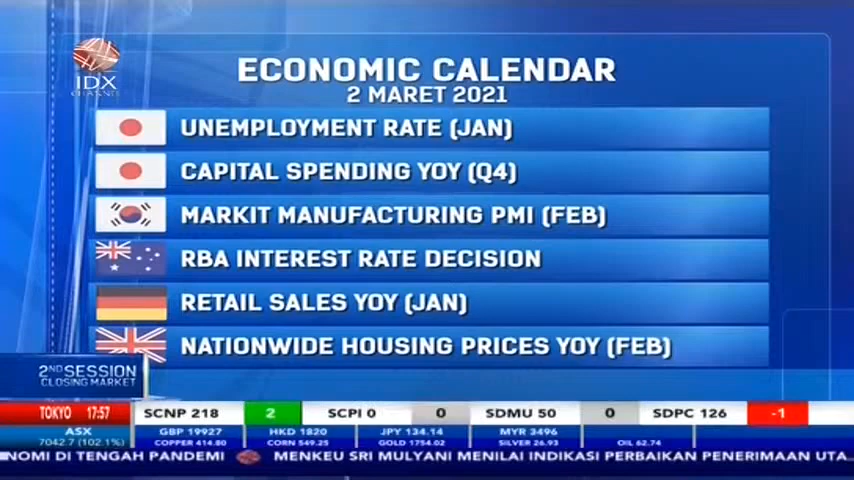 IDX
CHANNEL
ECONOMIC CALENDAR
2 MARET 2021
UNEMPLOYMENT RATE (JAN)
CAPITAL SPENDING YOY (Q4)
MARKIT MANUFACTURING PMI (FEB)
RBA INTEREST RATE DECISION
RETAIL SALES YOY (JAN)
NATIONWIDE HOUSING PRICES YOY (FEB)
2ND SESSION
CLOSING MARKET
TOKYO 17:57 SCNP 218 2 SCPI 0 0 SDMU 50 0 SDPC 126 -1
ASX GBP 19927 HKD 1820 JPY 134.14 MYR 3496
7042.7 (102.1%) COPPER 414.80 CORN 549.25 GOLD 1754.02 SILVER 26.93 OIL 62.74
NOMI DI TENGAH PANDEMI MENKEU SRI MULYANI MENILAI INDIKASI PERBAIKAN PENERIMAAN UTA...